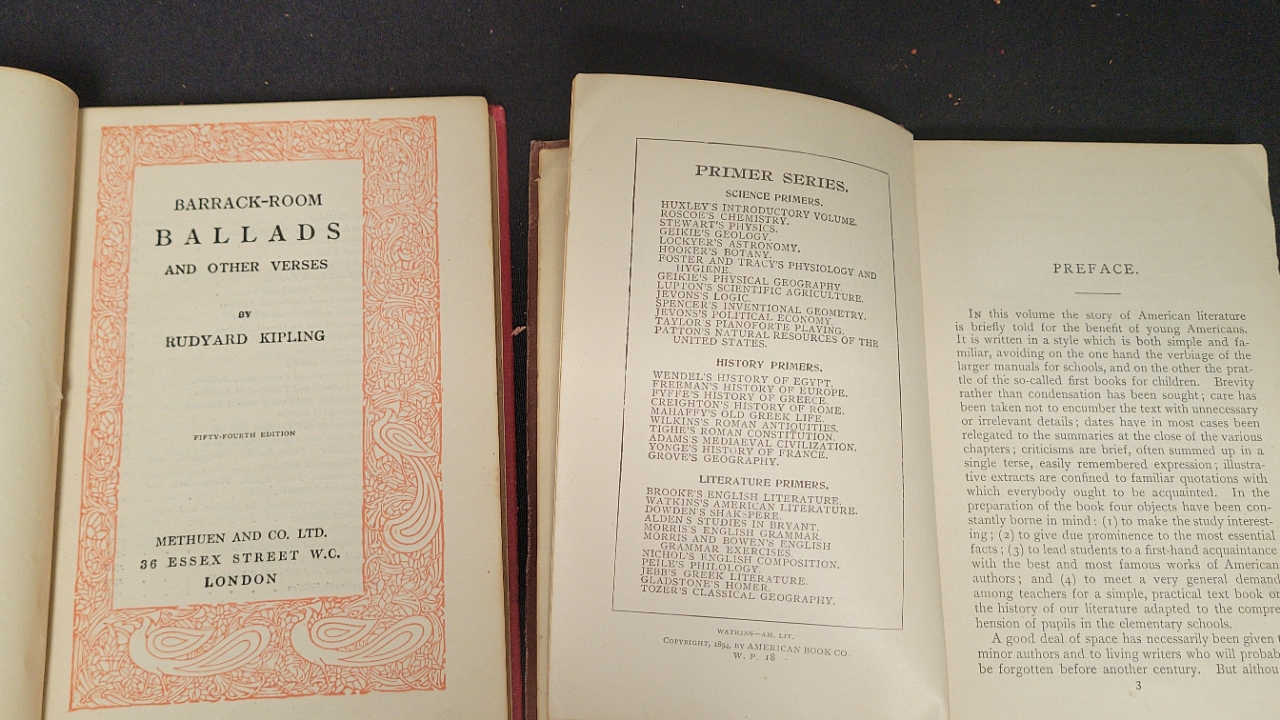 BARRACK-ROOM
BALLADS
AND OTHER VERSES
BY
RUDYARD KIPLING
FIFTY-FOURTH EDITION
METHUEN AND CO. LTD.
36 ESSEX STREET W.C.
LONDON
PRIMER SERIES.
SCIENCE PRIMERS.
HUXLEY'S INTRODUCTORY VOLUME.
ROSCOE'S CHEMISTRY.
STEWART'S PHYSICS.
GEIKIE'S GEOLOGY.
LOCKYER'S ASTRONOMY.
HOOKER'S BOTANY.
FOSTER AND TRACY'S PHYSIOLOGY AND
HYGIENE.
GEIKIE'S PHYSICAL GEOGRAPHY.
LUPTON'S SCIENTIFIC AGRICULTURE.
JEVONS'S LOGIC.
SPENCER'S INVENTIONAL GEOMETRY.
JEVONS'S POLITICAL ECONOMY.
TAYLOR'S PIANOFORTE PLAYING.
PATTON'S NATURAL RESOURCES OF THE
UNITED STATES.
HISTORY PRIMERS.
WENDEL'S HISTORY OF EGYPT.
FREEMAN'S HISTORY OF EUROPE.
FYFFE'S HISTORY OF GREECE.
CREIGHTON'S HISTORY OF ROME.
MAHAFFY'S OLD GREEK LIFE.
WILKINS'S ROMAN ANTIQUITIES.
TIGHE'S ROMAN CONSTITUTION.
ADAMS'S MEDIAEVAL CIVILIZATION.
YONGE'S HISTORY OF FRANCE.
GROVE'S GEOGRAPHY.
LITERATURE PRIMERS.
BROOKE'S ENGLISH LITERATURE.
WATKINS'S AMERICAN LITERATURE.
DOWDEN'S SHAKSPERE.
ALDEN'S STUDIES IN BRYANT.
MORRIS'S ENGLISH GRAMMAR.
MORRIS AND BOWEN'S ENGLISH
GRAMMAR EXERCISES.
NICHOL'S ENGLISH COMPOSITION.
PEILE'S PHILOLOGY.
JEBB'S GREEK LITERATURE.
GLADSTONE'S HOMER.
TOZER'S CLASSICAL GEOGRAPHY.
WATKINS—AM. LIT.
COPYRIGHT, 1894, BY AMERICAN BOOK CO.
W. P. 18
PREFACE.
IN this volume the story of American literature
is briefly told for the benefit of young Americans.
It is written in a style which is both simple and fa-
miliar, avoiding on the one hand the verbiage of the
larger manuals for schools, and on the other the prat-
tle of the so-called first books for children. Brevity
rather than condensation has been sought; care has
been taken not to encumber the text with unnecessary
or irrelevant details; dates have in most cases been
relegated to the summaries at the close of the various
chapters; criticisms are brief, often summed up in a
single terse, easily remembered expression; illustra-
tive extracts are confined to familiar quotations with
which everybody ought to be acquainted. In the
preparation of the book four objects have been con-
stantly borne in mind: (1) to make the study interest-
ing; (2) to give due prominence to the most essential
facts; (3) to lead students to a first-hand acquaintance
with the best and most famous works of American
authors; and (4) to meet a very general demand
among teachers for a simple, practical text book of
the history of our literature adapted to the compre
hension of pupils in the elementary schools.
A good deal of space has necessarily been given
minor authors and to living writers who will probab
be forgotten before another century. But althou
3